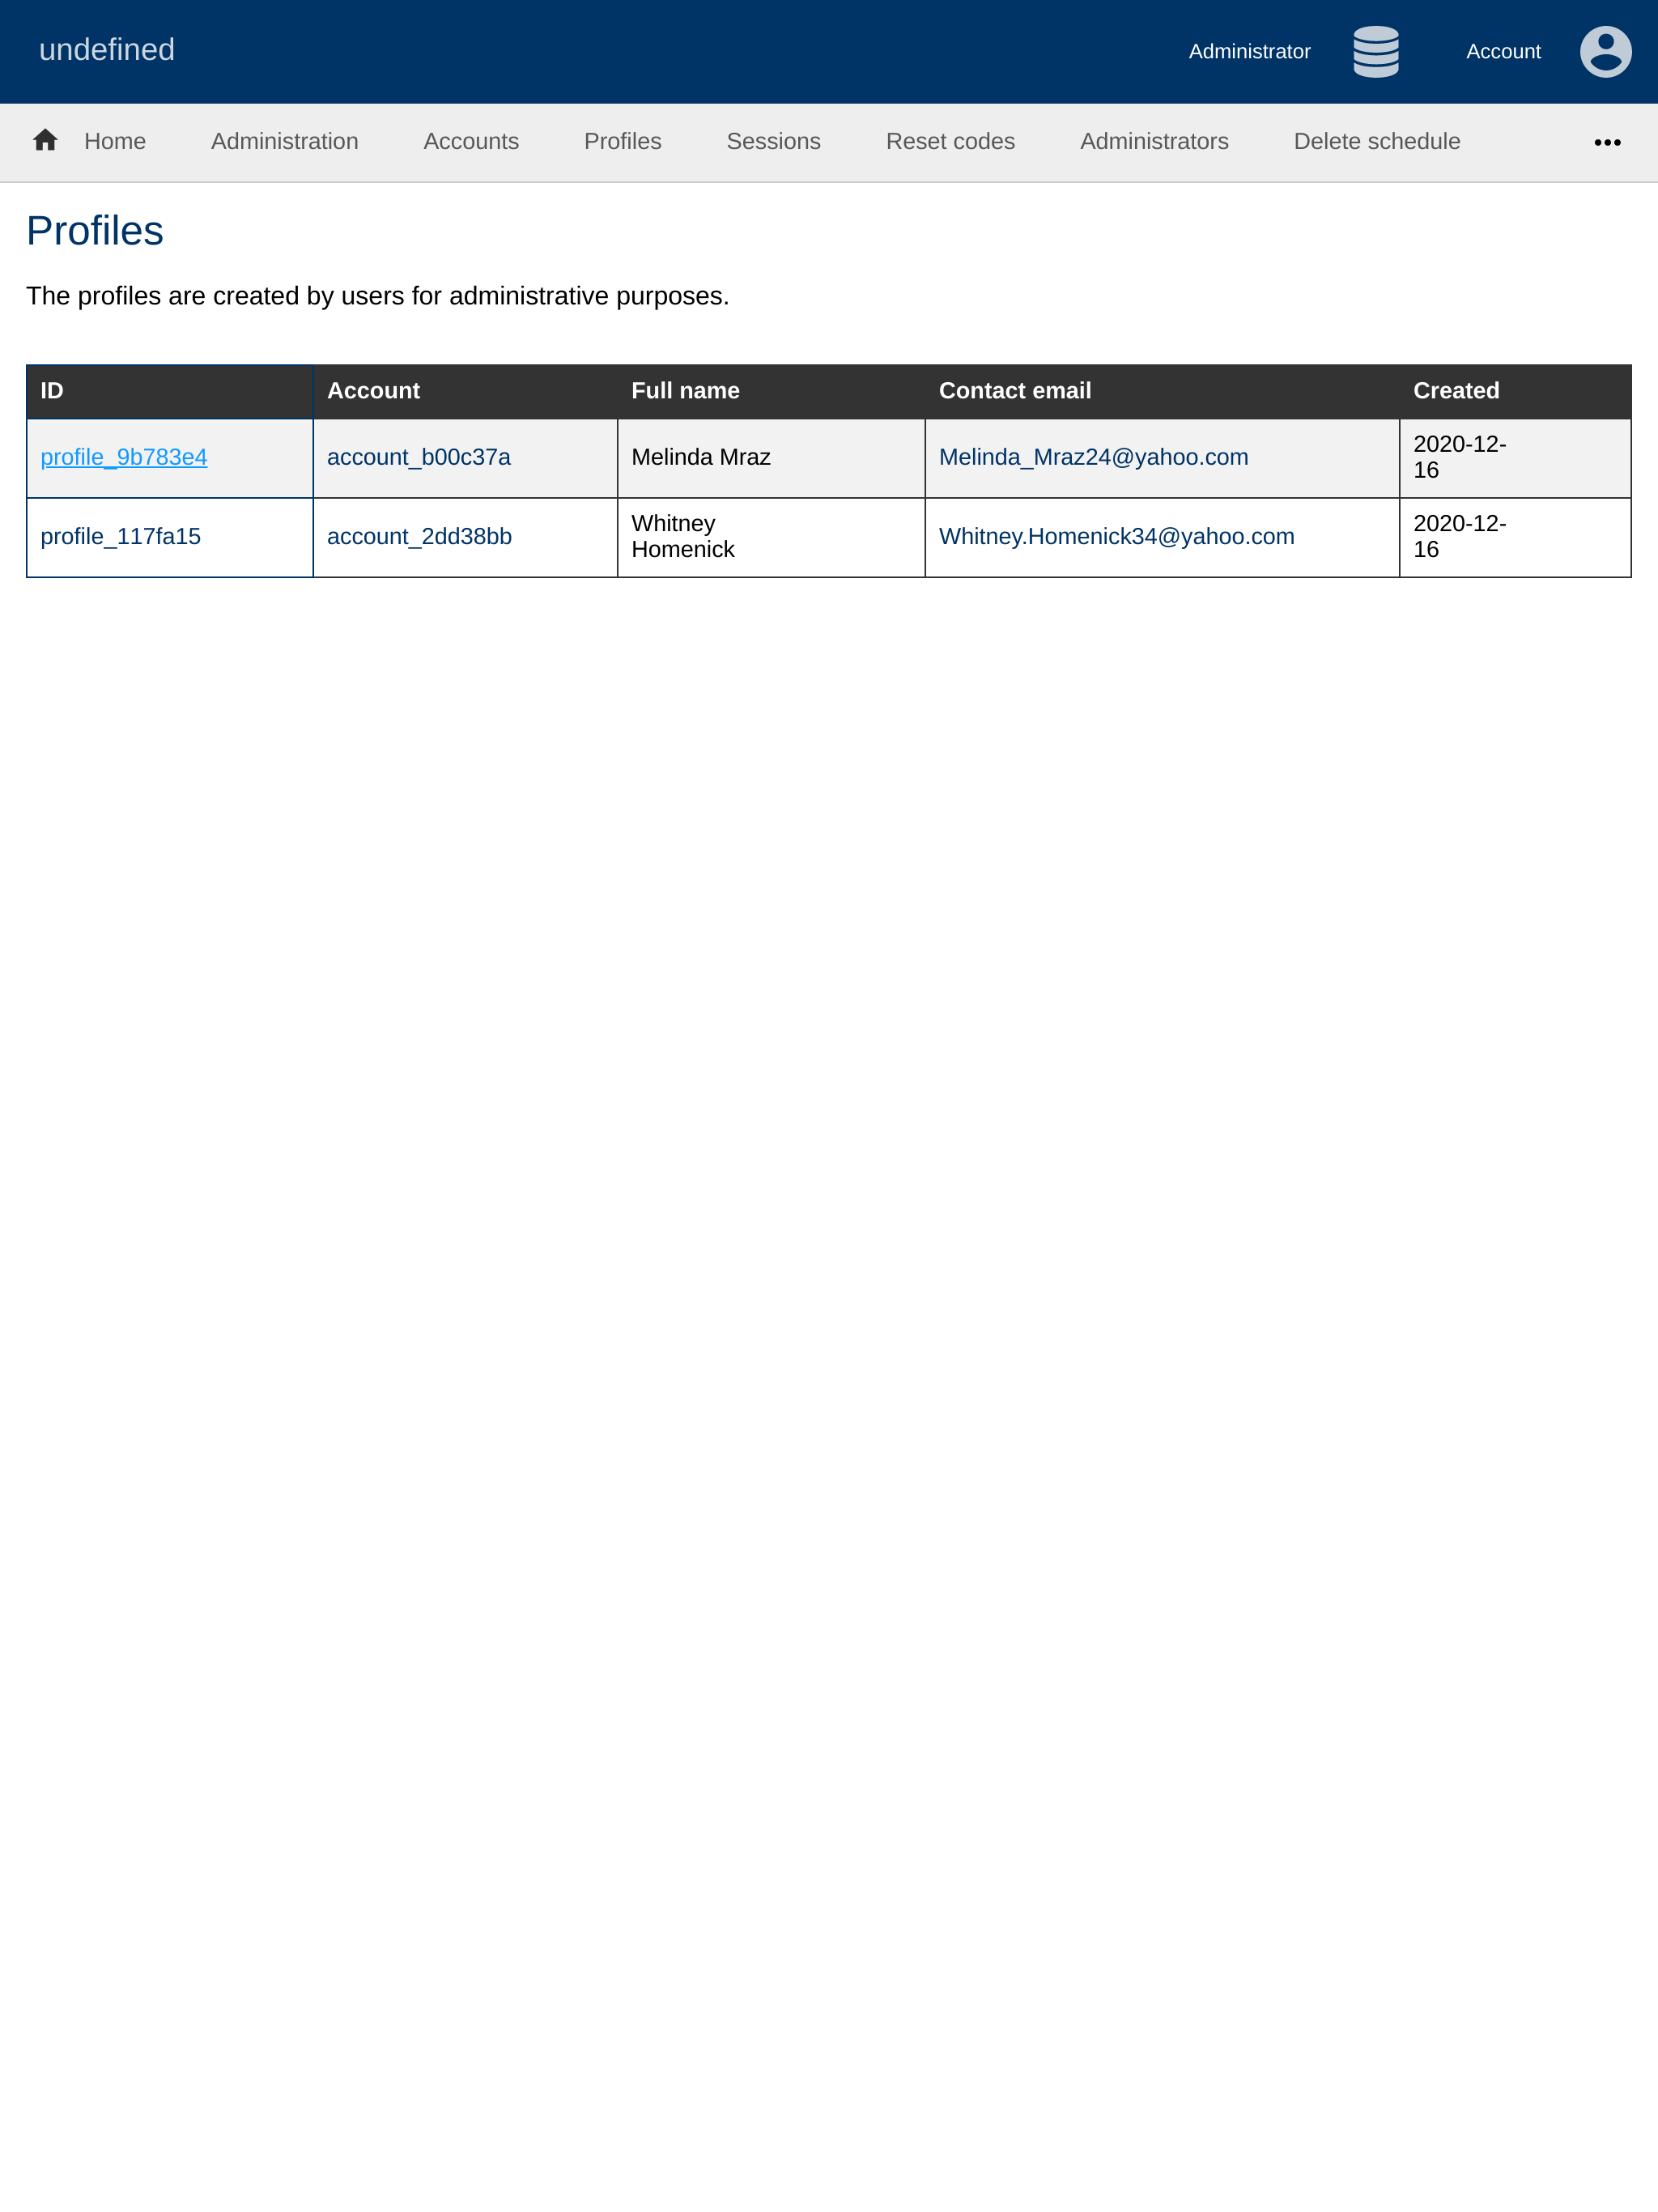 undefined Administrator Account
Home Administration Accounts Profiles Sessions Reset codes Administrators Delete schedule
Profiles
The profiles are created by users for administrative purposes.
ID Account Full name Contact email Created
profile_9b783e4 account_b00c37a Melinda Mraz Melinda_Mraz24@yahoo.com 2020-12-
16
profile_117fa15 account_2dd38bb Whitney
Homenick Whitney.Homenick34@yahoo.com 2020-12-
16